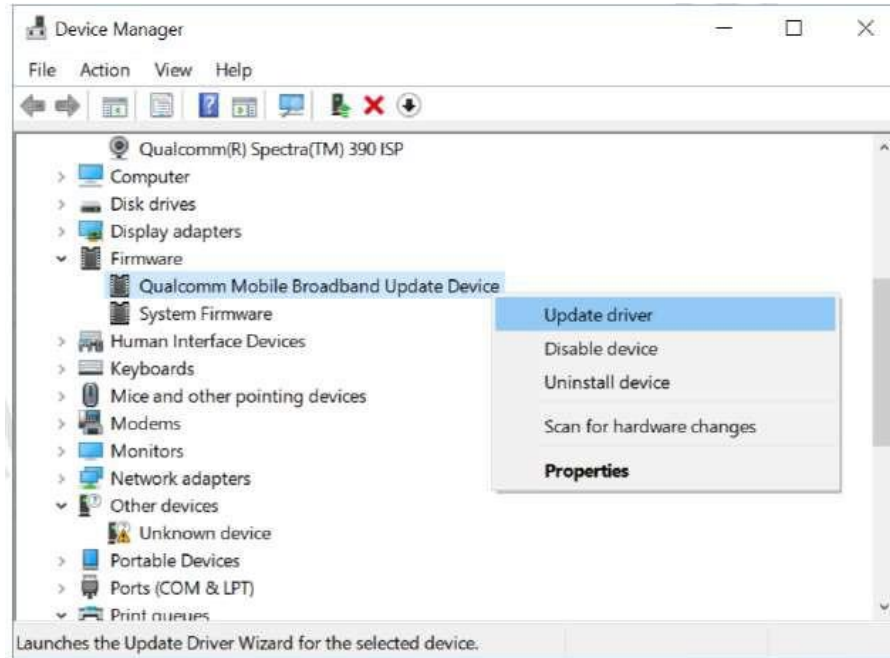 Device Manager
File Action View Help
Qualcomm(R) Spectra(TM) 390 ISP
Computer
Disk drives
Display adapters
Firmware
Qualcomm Mobile Broadband Update Device
System Firmware
Human Interface Devices
Keyboards
Mice and other pointing devices
Modems
Monitors
Network adapters
Other devices
Unknown device
Portable Devices
Ports (COM & LPT)
Print queues
Update driver
Disable device
Uninstall device
Scan for hardware changes
Properties
Launches the Update Driver Wizard for the selected device.